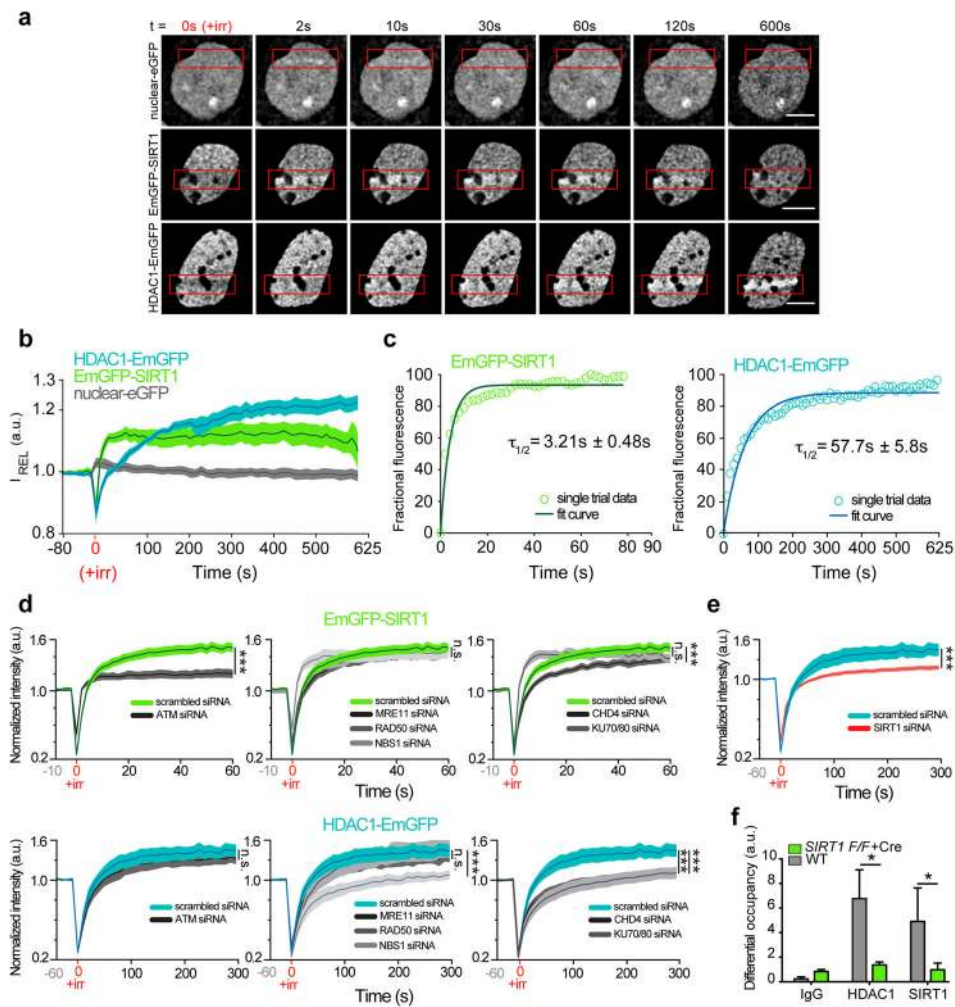 a
t = 0s (+irr) 2s 10s 30s 60s 120s 600s
nuclear-eGFP
EmGFP-SIRT1
HDAC1-EmGFP
b
HDAC1-EmGFP
EmGFP-SIRT1
nuclear-eGFP
1.3
1.2
1.0
0.8
I REL (a.u.)
-80 0 100 200 300 400 500 625
(+irr)
Time (s)
c
EmGFP-SIRT1
Fractional fluorescence
100
80
60
40
20
0
τ1/2 = 3.21s ± 0.48s
single trial data
fit curve
0 20 40 60 80 90
Time (s)
HDAC1-EmGFP
Fractional fluorescence
100
80
60
40
20
0
τ1/2 = 57.7s ± 5.8s
single trial data
fit curve
0 100 200 300 400 500 625
Time (s)
d
EmGFP-SIRT1
Normalized intensity (a.u.)
1.6
1.0
0.2
***
scrambled siRNA
ATM siRNA
-10 0 20 40 60
+irr
Time (s)
1.6
1.0
0.2
n.s.
scrambled siRNA
MRE11 siRNA
RAD50 siRNA
NBS1 siRNA
-10 0 20 40 60
+irr
Time (s)
1.6
1.0
0.2
n.s.
***
scrambled siRNA
CHD4 siRNA
KU70/80 siRNA
-10 0 20 40 60
+irr
Time (s)
HDAC1-EmGFP
Normalized intensity (a.u.)
1.6
1.0
0.2
n.s.
scrambled siRNA
ATM siRNA
-60 0 100 200 300
+irr
Time (s)
1.6
1.0
0.2
n.s.
***
scrambled siRNA
MRE11 siRNA
RAD50 siRNA
NBS1 siRNA
-60 0 100 200 300
+irr
Time (s)
1.6
1.0
0.2
***
***
scrambled siRNA
CHD4 siRNA
KU70/80 siRNA
-60 0 100 200 300
+irr
Time (s)
e
Normalized intensity (a.u.)
1.6
1.0
0.2
***
scrambled siRNA
SIRT1 siRNA
-60 0 100 200 300
+irr
Time (s)
f
SIRT1 F/F+Cre
WT
Differential occupancy (a.u.)
10
8
6
4
2
0
*
*
IgG HDAC1 SIRT1